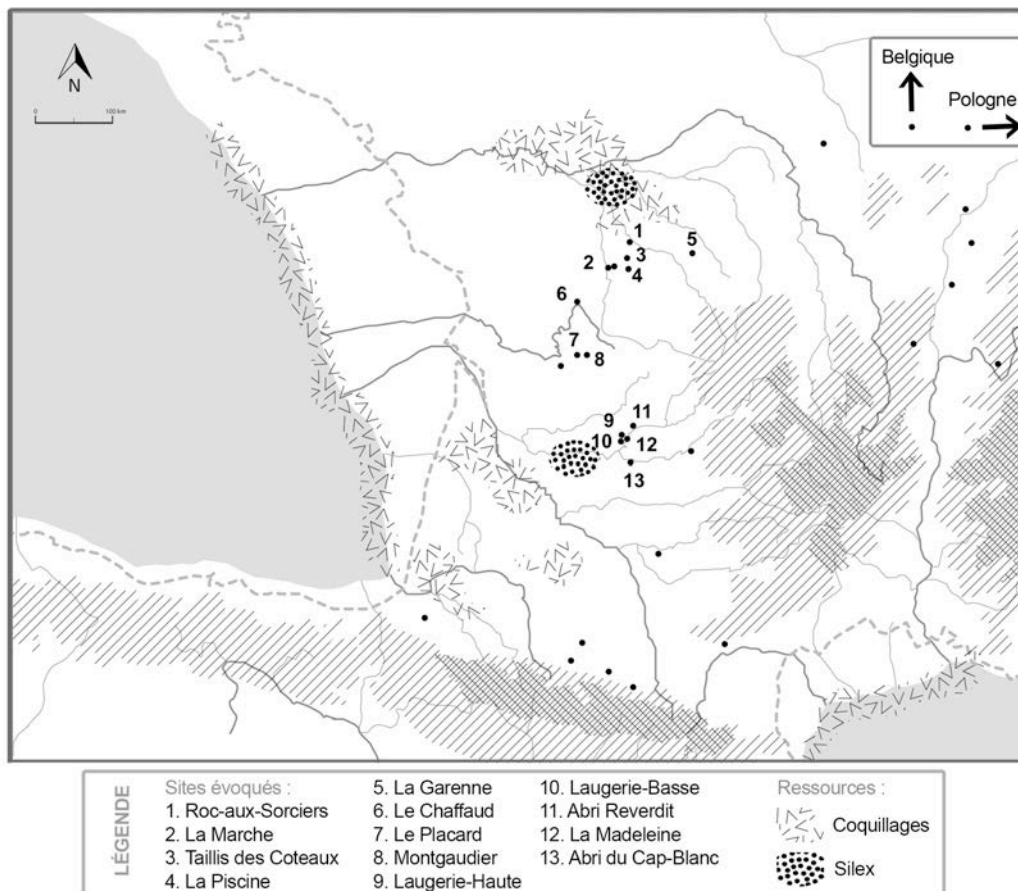 N
0 100 km
Belgique
Pologne
1
2
3
4
5
6
7
8
9
10
11
12
13
LÉGENDE
Sites évoqués :
1. Roc-aux-Sorciers
2. La Marche
3. Taillis des Coteaux
4. La Piscine
5. La Garenne
6. Le Chaffaud
7. Le Placard
8. Montgaudier
9. Laugerie-Haute
10. Laugerie-Basse
11. Abri Reverdit
12. La Madeleine
13. Abri du Cap-Blanc
Ressources :
Coquillages
Silex